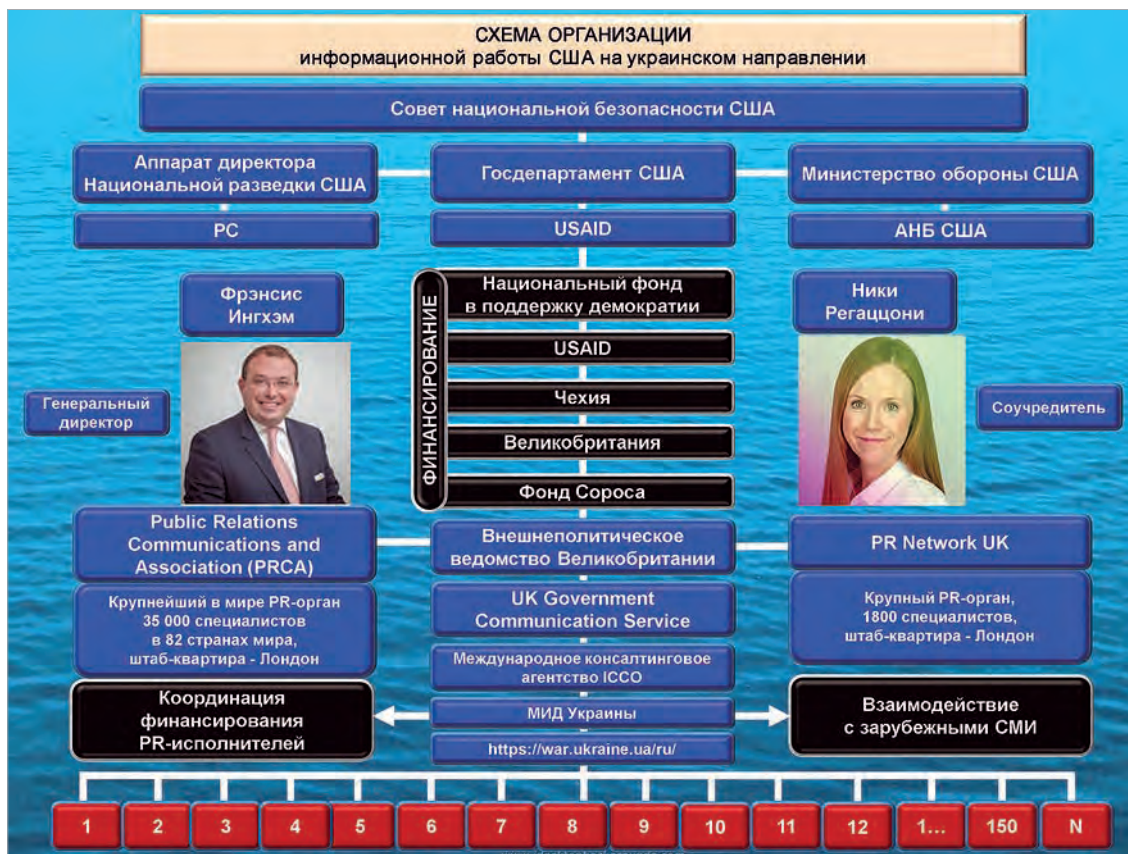 СХЕМА ОРГАНИЗАЦИИ
информационной работы США на украинском направлении
Совет национальной безопасности США
Аппарат директора
Национальной разведки США
Госдепартамент США
Министерство обороны США
РС
USAID
АНБ США
Фрэнсис
Ингхэм
ФИНАНСИРОВАНИЕ
Национальный фонд
в поддержку демократии
Ники
Регаццони
USAID
Генеральный
директор
Чехия
Соучредитель
Великобритания
Фонд Сороса
Public Relations
Communications and
Association (PRCA)
Внешнеполитическое
ведомство Великобритании
PR Network UK
Крупнейший в мире PR-орган
35 000 специалистов
в 82 странах мира,
штаб-квартира - Лондон
UK Government
Communication Service
Крупный PR-орган,
1800 специалистов,
штаб-квартира - Лондон
Международное консалтинговое
агентство ICCO
Координация
финансирования
PR-исполнителей
МИД Украины
Взаимодействие
с зарубежными СМИ
https://war.ukraine.ua/ru/
1 2 3 4 5 6 7 8 9 10 11 12 1... 150 N